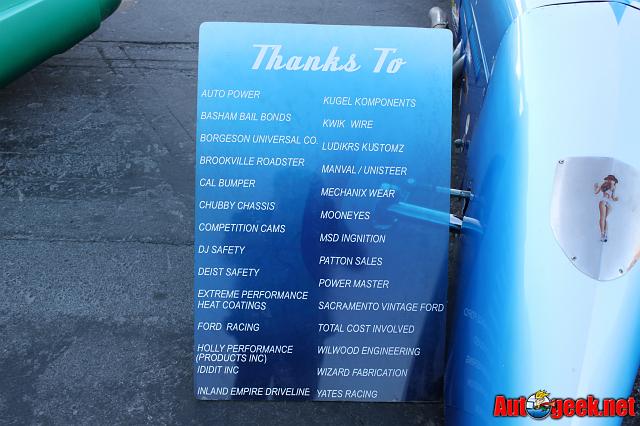 Thanks To
AUTO POWER
BASHAM BAIL BONDS
BORGESON UNIVERSAL CO.
BROOKVILLE ROADSTER
CAL BUMPER
CHUBBY CHASSIS
COMPETITION CAMS
DJ SAFETY
DEIST SAFETY
EXTREME PERFORMANCE
HEAT COATINGS
FORD RACING
HOLLY PERFORMANCE
(PRODUCTS INC)
IDIDIT INC
INLAND EMPIRE DRIVELINE
KUGEL KOMPONENTS
KWIK WIRE
LUDIKRS KUSTOMZ
MANVAL / UNISTEER
MECHANIX WEAR
MOONEYES
MSD INGNITION
PATTON SALES
POWER MASTER
SACRAMENTO VINTAGE FORD
TOTAL COST INVOLVED
WILWOOD ENGINEERING
WIZARD FABRICATION
YATES RACING
Autogeek.net